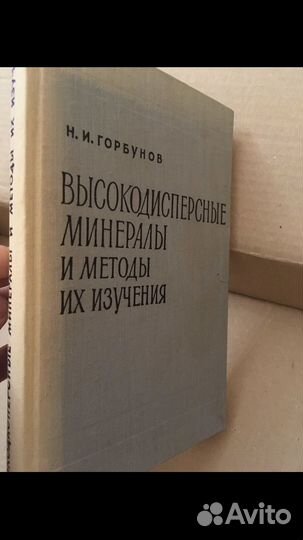 Н. И. ГОРБУНОВ
ВЫСОКОДИСПЕРСНЫЕ
МИНЕРАЛЫ
И МЕТОДЫ
ИХ ИЗУЧЕНИЯ
Avito